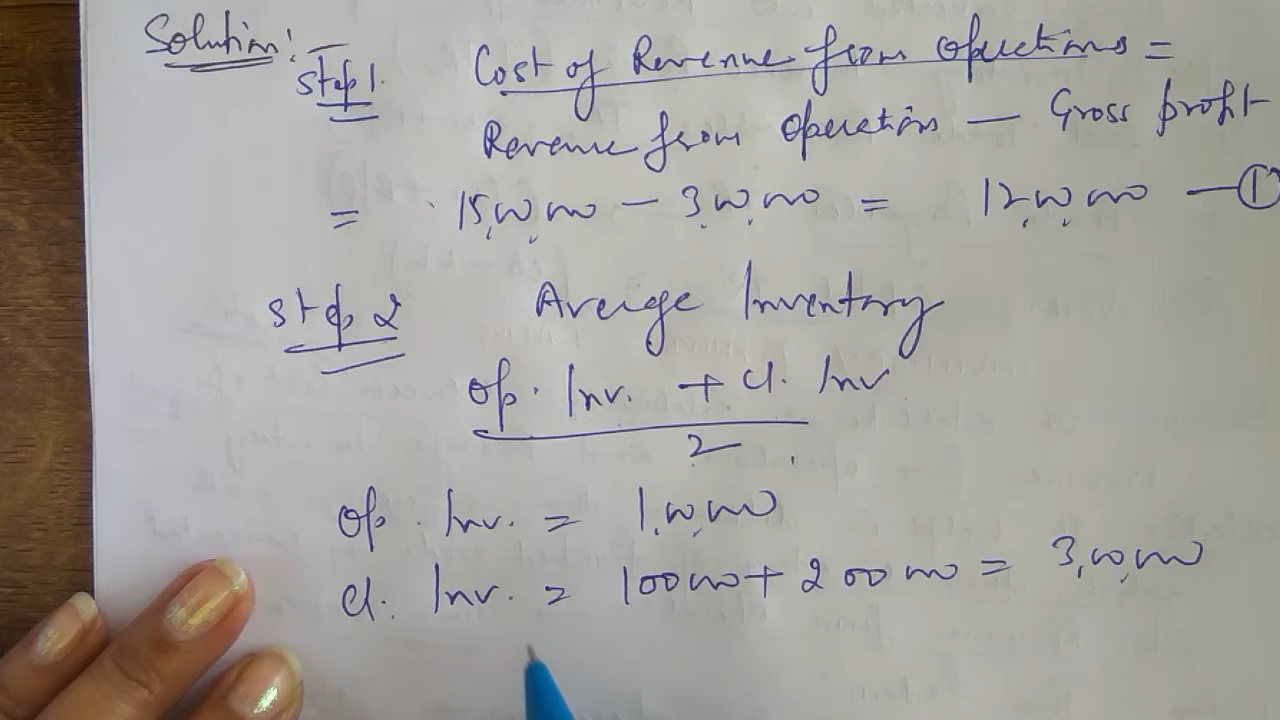 Solution:-
Step 1. Cost of Revenue from operations =
Revenue from operations — Gross profit
= 15,00,000 - 3,00,000 = 12,00,000 — ①
Step 2 Average Inventory
Op. Inv. + Cl. Inv
2
Op. Inv. = 1,00,000
Cl. Inv. = 100000 + 200000 = 3,00,000